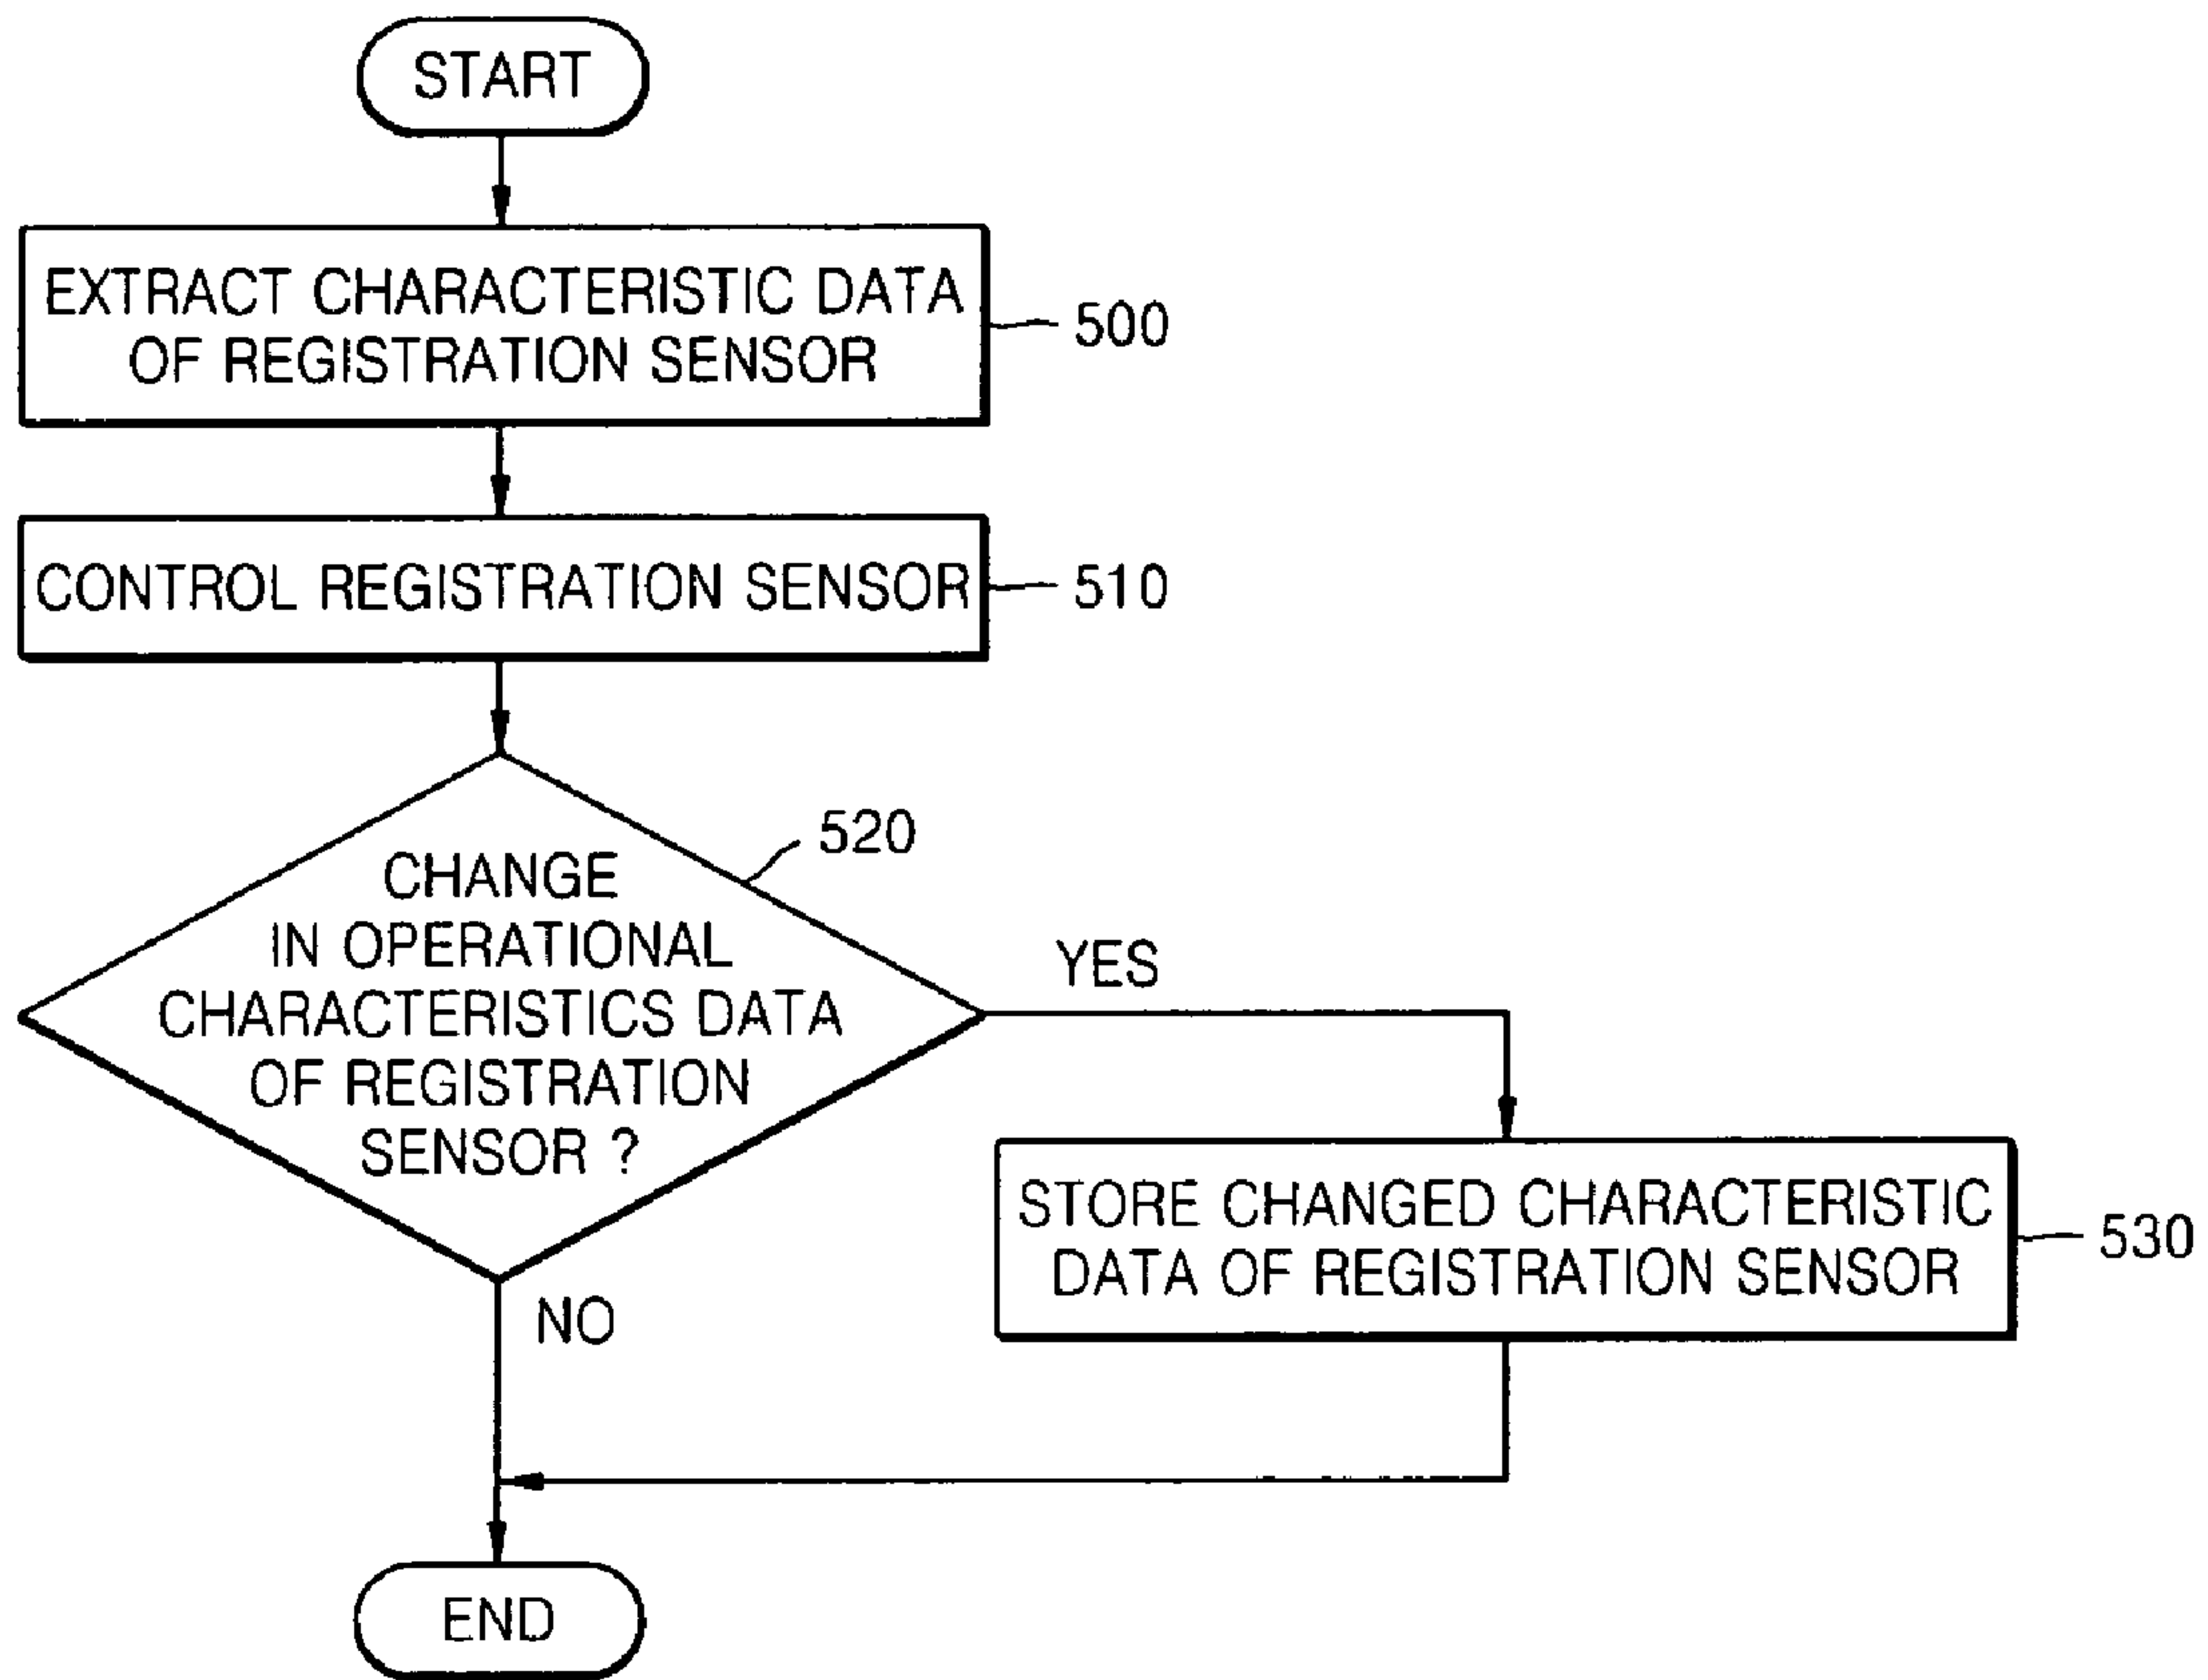 START
EXTRACT CHARACTERISTIC DATA
OF REGISTRATION SENSOR
500
CONTROL REGISTRATION SENSOR
510
520
CHANGE
IN OPERATIONAL
CHARACTERISTICS DATA
OF REGISTRATION
SENSOR ?
YES
STORE CHANGED CHARACTERISTIC
DATA OF REGISTRATION SENSOR
530
NO
END